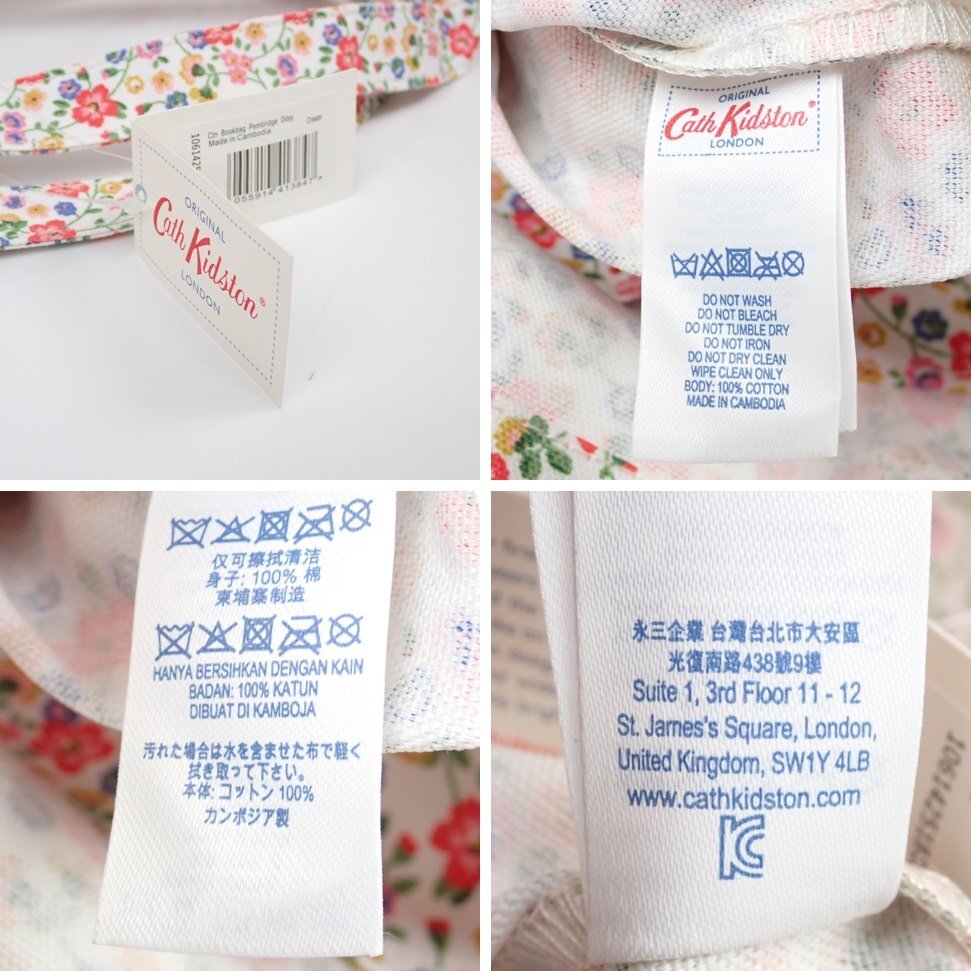 Ctn Bookbag Pembridge Ditsy Cream
Made in Cambodia
055914 413847
ORIGINAL
Cath Kidston®
LONDON
ORIGINAL
Cath Kidston®
LONDON
DO NOT WASH
DO NOT BLEACH
DO NOT TUMBLE DRY
DO NOT IRON
DO NOT DRY CLEAN
WIPE CLEAN ONLY
BODY: 100% COTTON
MADE IN CAMBODIA
仅可擦拭清洁
身子: 100% 棉
柬埔寨制造
HANYA BERSIHKAN DENGAN KAIN
BADAN: 100% KATUN
DIBUAT DI KAMBOJA
汚れた場合は水を含ませた布で軽く
拭き取って下さい。
本体: コットン 100%
カンボジア製
永三企業 台灣台北市大安區
光復南路438號9樓
Suite 1, 3rd Floor 11 - 12
St. James's Square, London,
United Kingdom, SW1Y 4LB
www.cathkidston.com